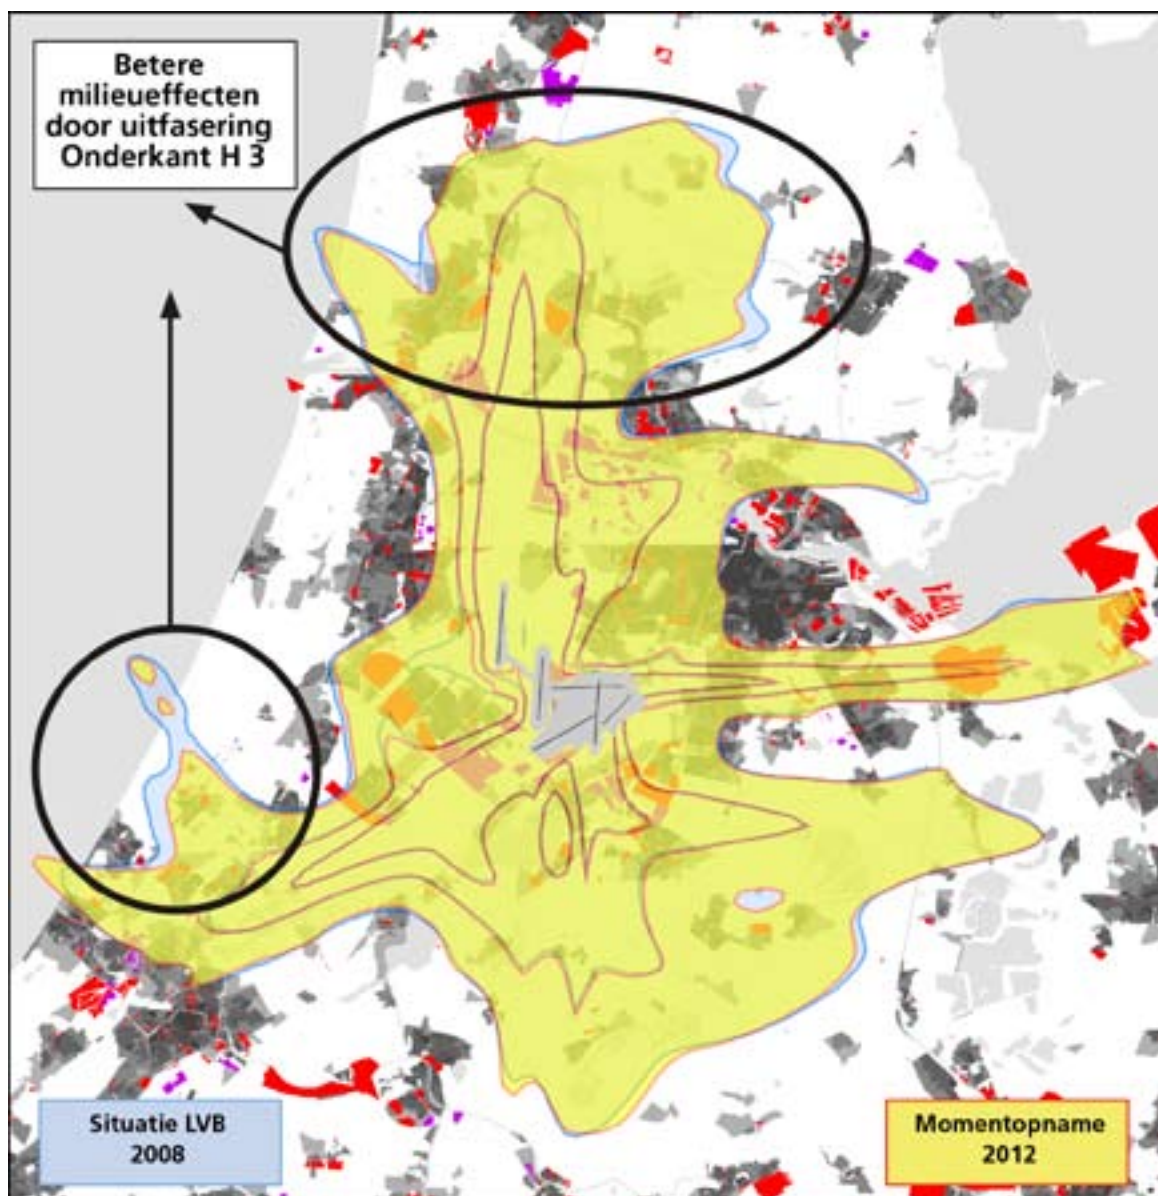 Betere
milieueffecten
door uitfasering
Onderkant H 3
Situatie LVB
2008
Momentopname
2012